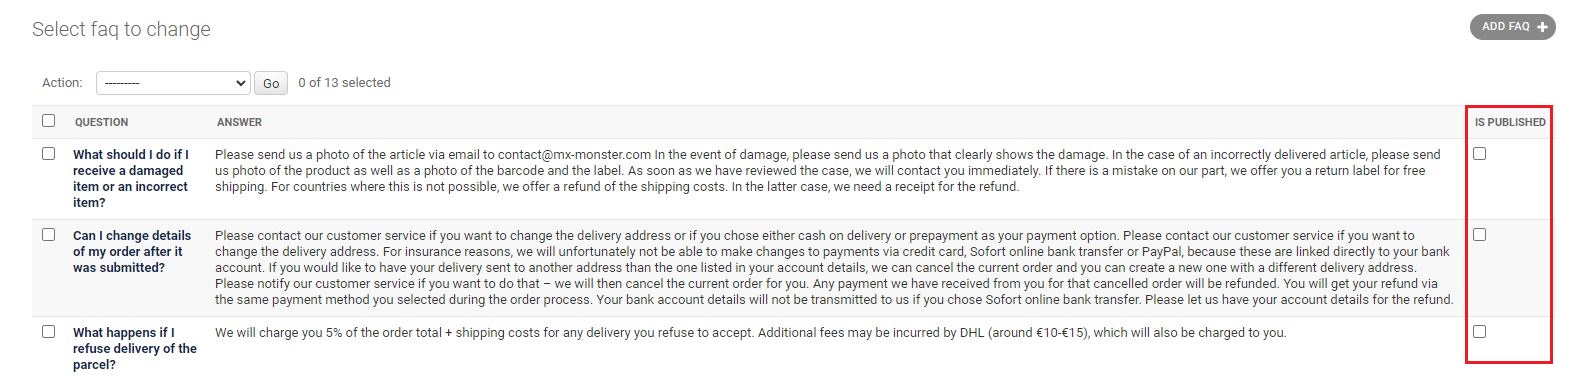 Select faq to change
ADD FAQ +
Action: --------- Go 0 of 13 selected
QUESTION ANSWER IS PUBLISHED
What should I do if I
receive a damaged
item or an incorrect
item?
Please send us a photo of the article via email to contact@mx-monster.com In the event of damage, please send us a photo that clearly shows the damage. In the case of an incorrectly delivered article, please send
us photo of the product as well as a photo of the barcode and the label. As soon as we have reviewed the case, we will contact you immediately. If there is a mistake on our part, we offer you a return label for free
shipping. For countries where this is not possible, we offer a refund of the shipping costs. In the latter case, we need a receipt for the refund.
Can I change details
of my order after it
was submitted?
Please contact our customer service if you want to change the delivery address or if you chose either cash on delivery or prepayment as your payment option. Please contact our customer service if you want to
change the delivery address. For insurance reasons, we will unfortunately not be able to make changes to payments via credit card, Sofort online bank transfer or PayPal, because these are linked directly to your bank
account. If you would like to have your delivery sent to another address than the one listed in your account details, we can cancel the current order and you can create a new one with a different delivery address.
Please notify our customer service if you want to do that – we will then cancel the current order for you. Any payment we have received from you for that cancelled order will be refunded. You will get your refund via
the same payment method you selected during the order process. Your bank account details will not be transmitted to us if you chose Sofort online bank transfer. Please let us have your account details for the refund.
What happens if I
refuse delivery of the
parcel?
We will charge you 5% of the order total + shipping costs for any delivery you refuse to accept. Additional fees may be incurred by DHL (around €10-€15), which will also be charged to you.